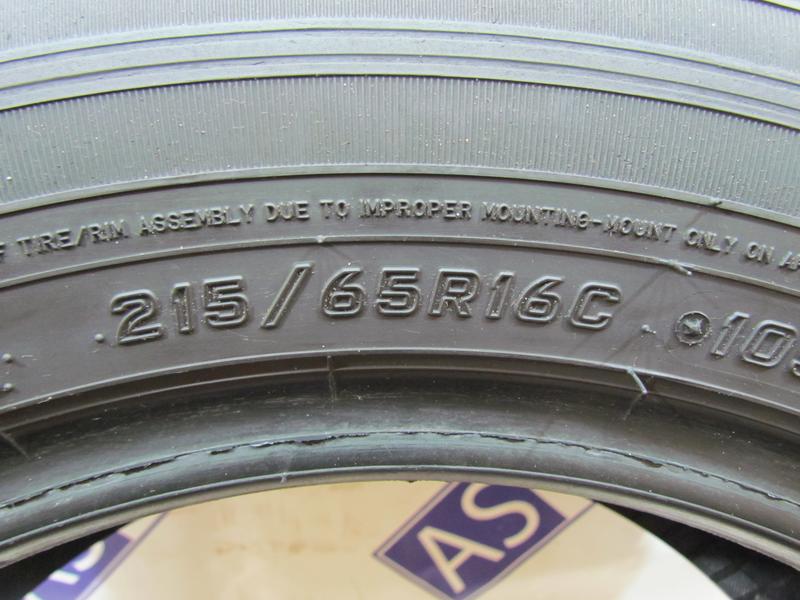 TIRE/RIM ASSEMBLY DUE TO IMPROPER MOUNTING-MOUNT ONLY ON
215/65R16C
AS